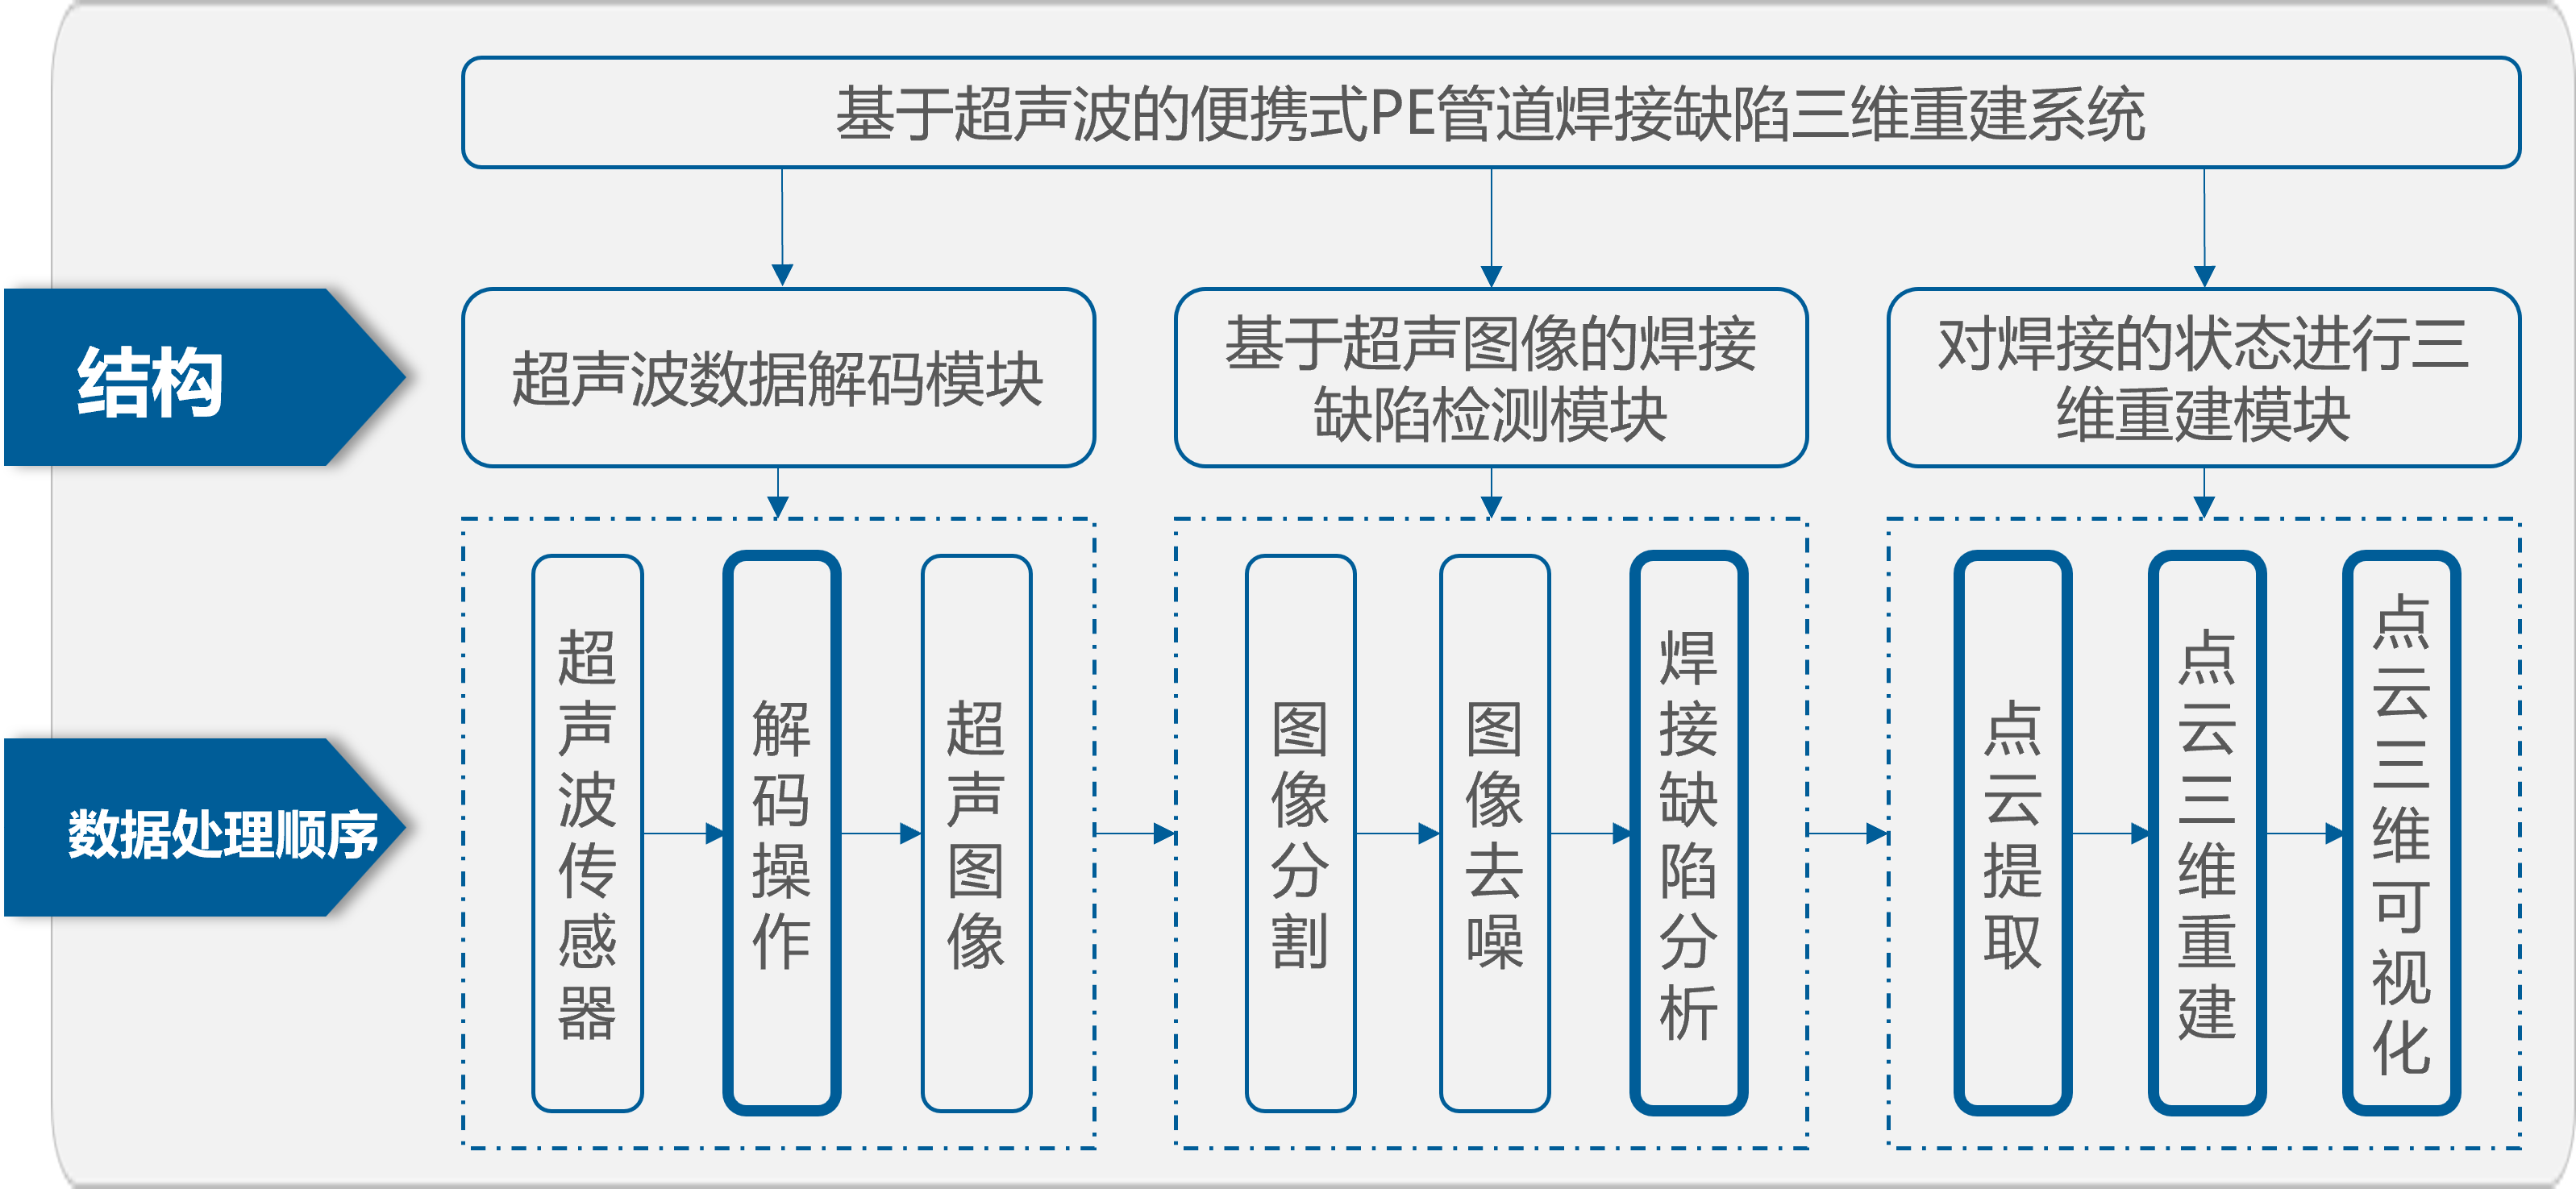 基于超声波的便携式PE管道焊接缺陷三维重建系统
结构
超声波数据解码模块
基于超声图像的焊接
缺陷检测模块
对焊接的状态进行三
维重建模块
数据处理顺序
超声波传感器
解码操作
超声图像
图像分割
图像去噪
焊接缺陷分析
点云提取
点云三维重建
点云三维可视化